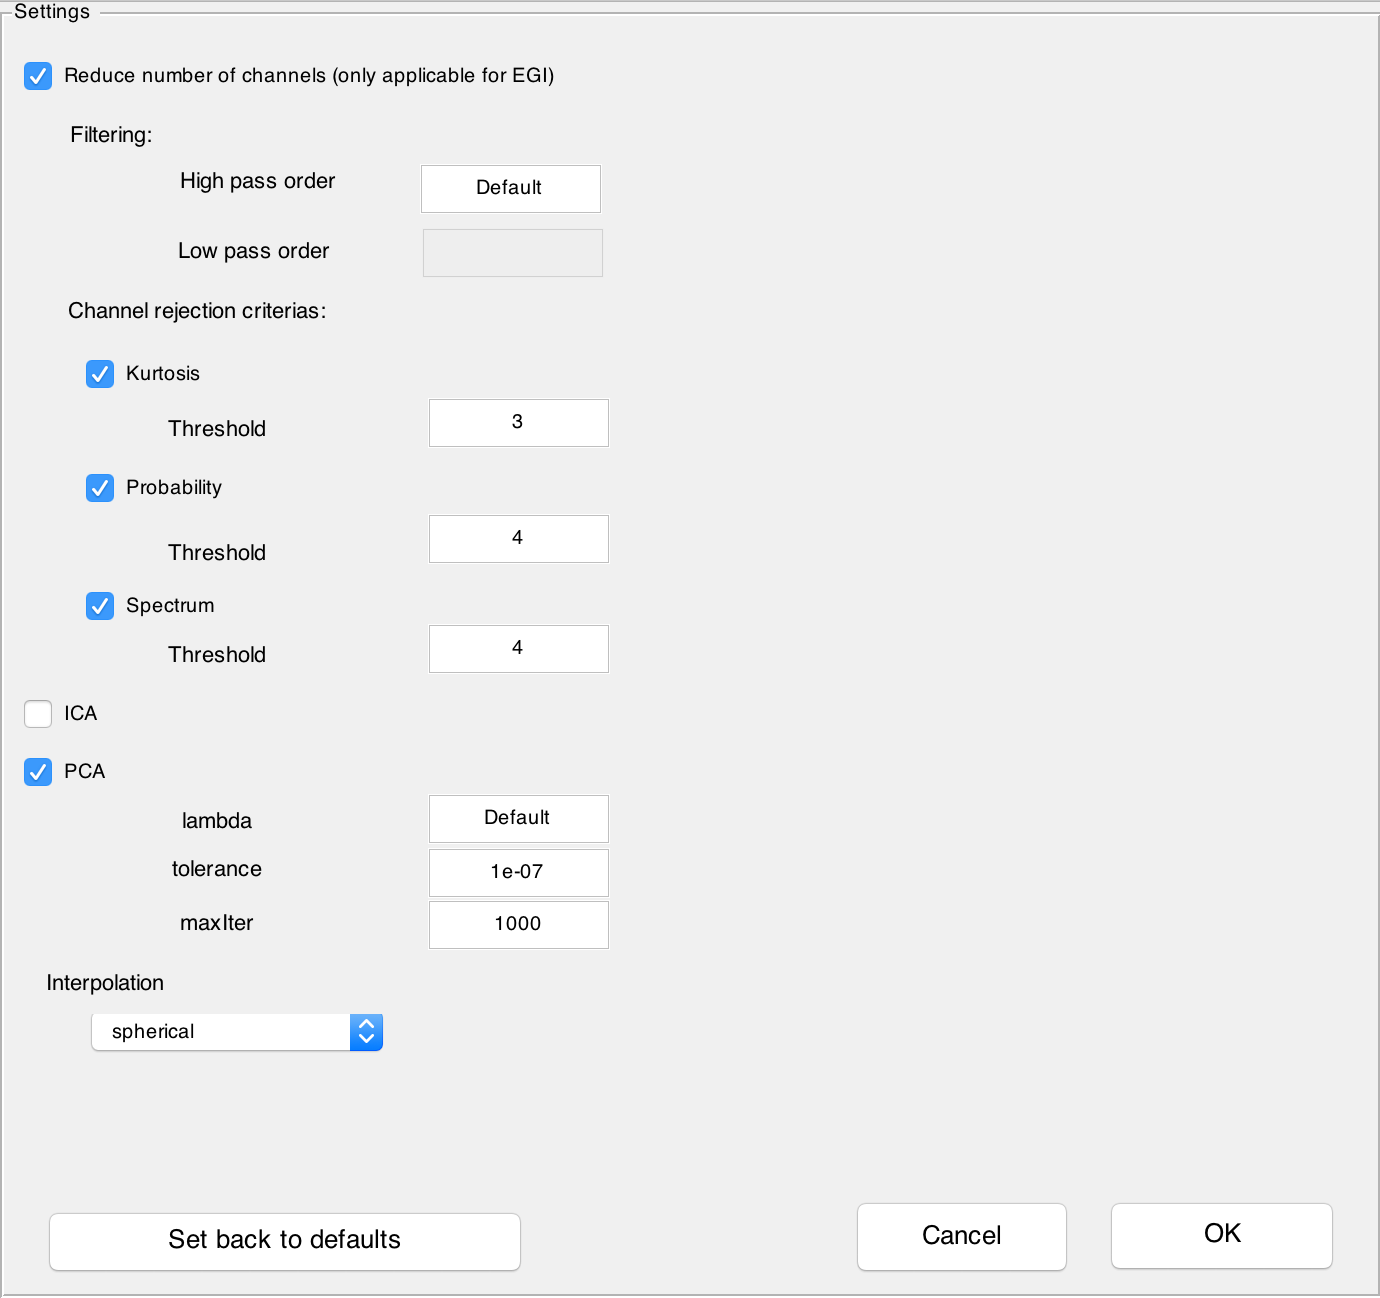 Settings
Reduce number of channels (only applicable for EGI)
Filtering:
High pass order Default
Low pass order
Channel rejection criterias:
Kurtosis
Threshold 3
Probability
Threshold 4
Spectrum
Threshold 4
ICA
PCA
lambda Default
tolerance 1e-07
maxIter 1000
Interpolation
spherical
Set back to defaults Cancel OK